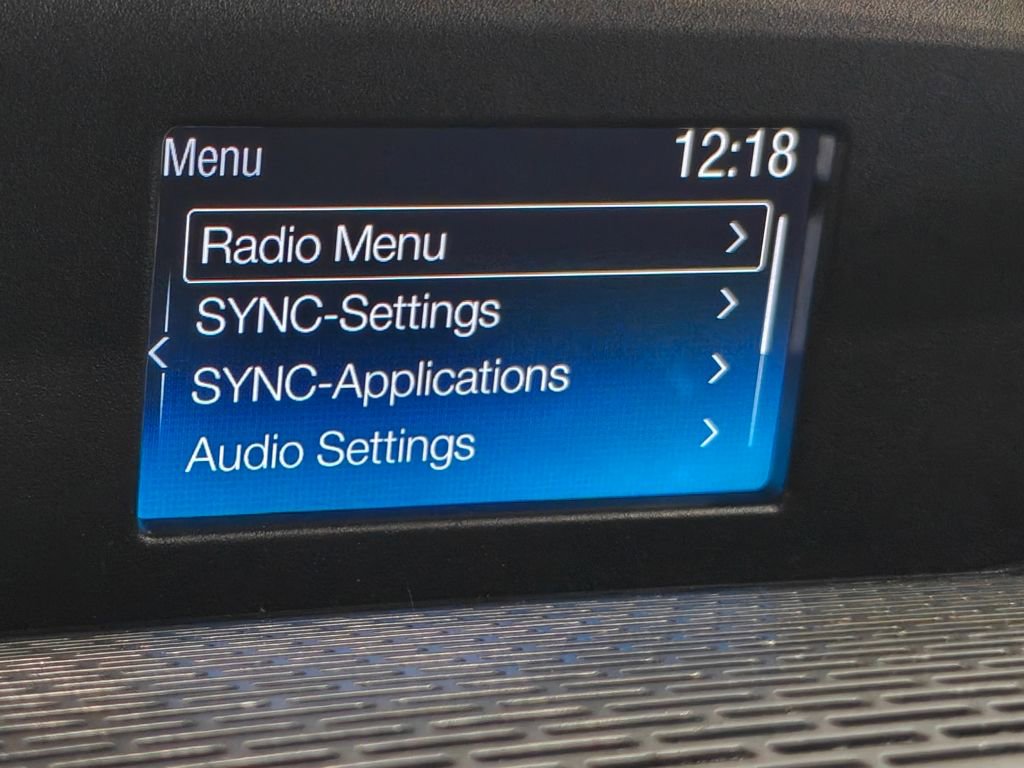 Menu 12:18
Radio Menu
SYNC-Settings
SYNC-Applications
Audio Settings